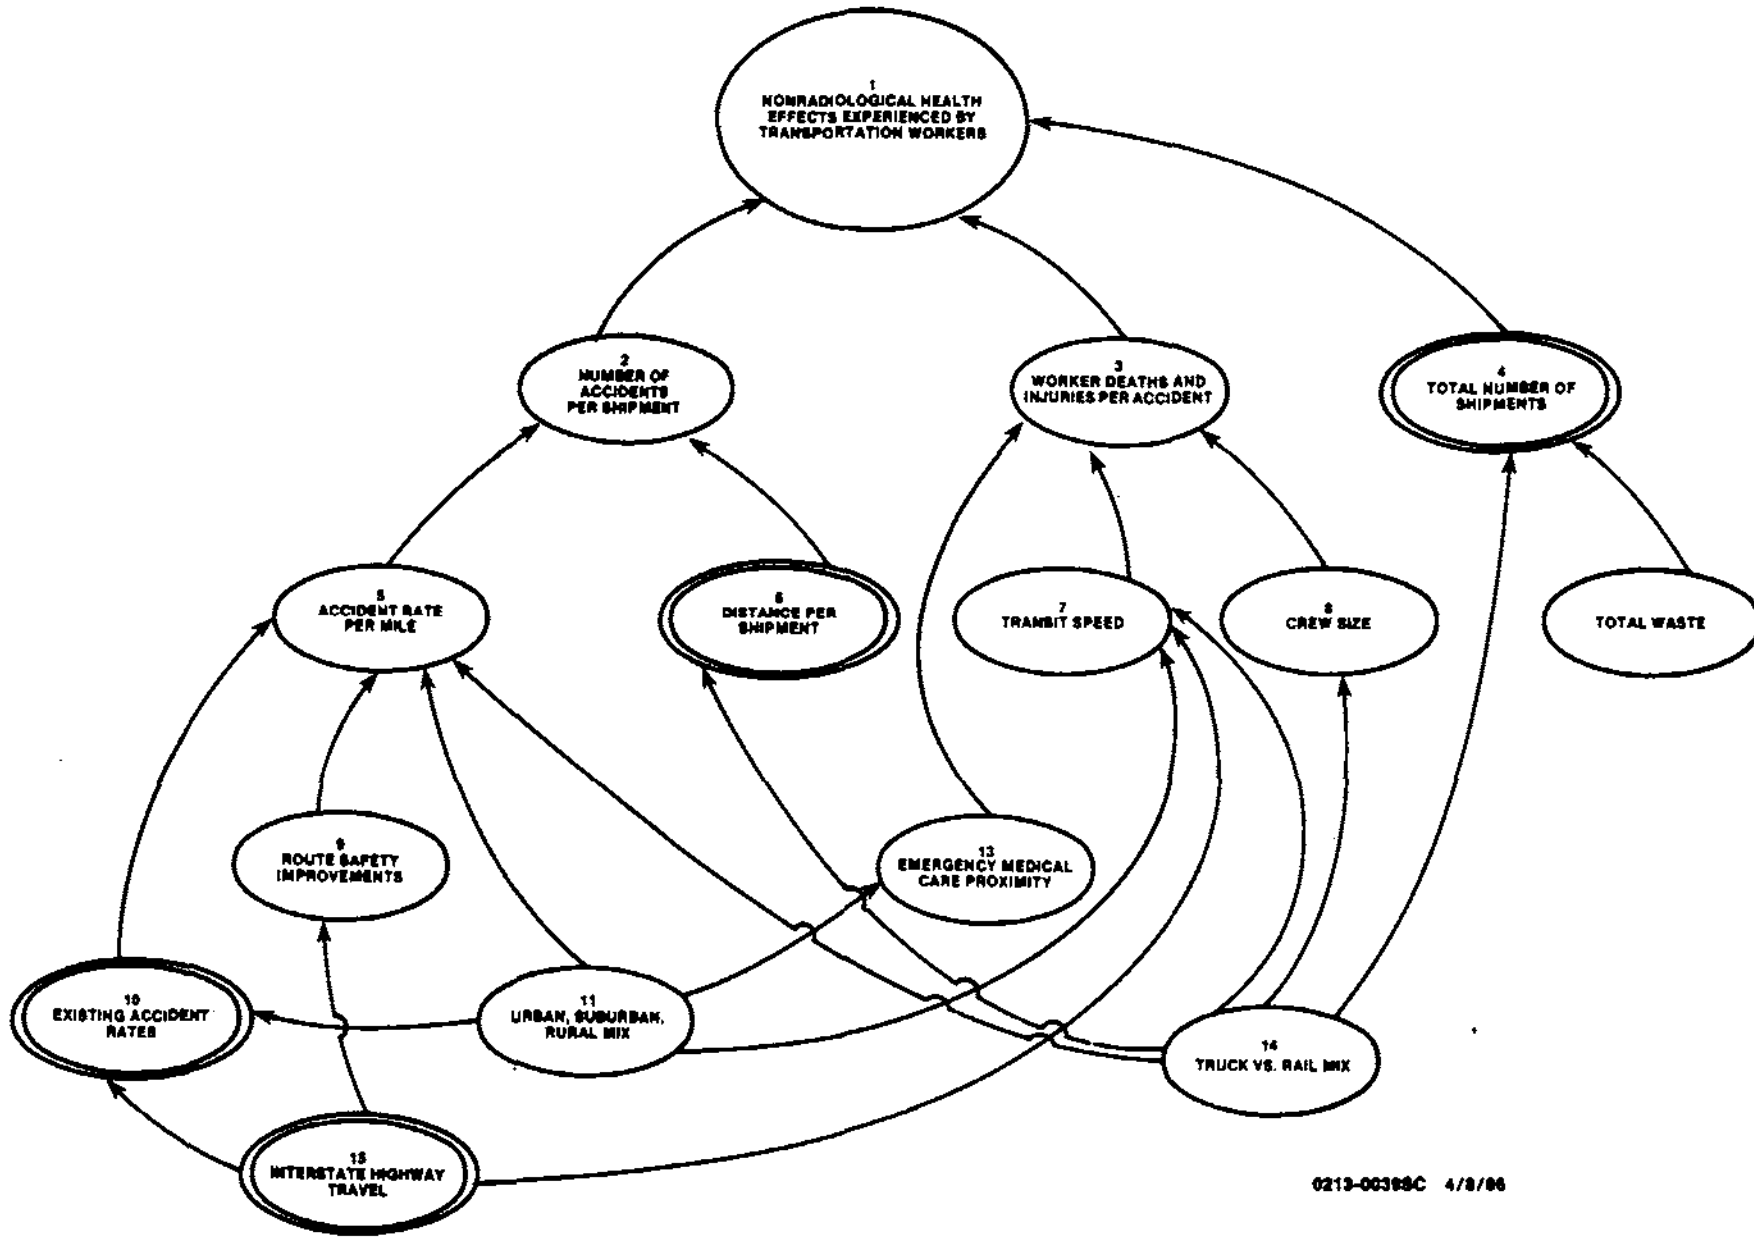 1
NONRADIOLOGICAL HEALTH
EFFECTS EXPERIENCED BY
TRANSPORTATION WORKERS
2
NUMBER OF
ACCIDENTS
PER SHIPMENT
3
WORKER DEATHS AND
INJURIES PER ACCIDENT
4
TOTAL NUMBER OF
SHIPMENTS
5
ACCIDENT RATE
PER MILE
6
DISTANCE PER
SHIPMENT
7
TRANSIT SPEED
8
CREW SIZE
TOTAL WASTE
9
ROUTE SAFETY
IMPROVEMENTS
13
EMERGENCY MEDICAL
CARE PROXIMITY
10
EXISTING ACCIDENT
RATES
11
URBAN, SUBURBAN,
RURAL MIX
14
TRUCK VS. RAIL MIX
INTERSTATE HIGHWAY
TRAVEL